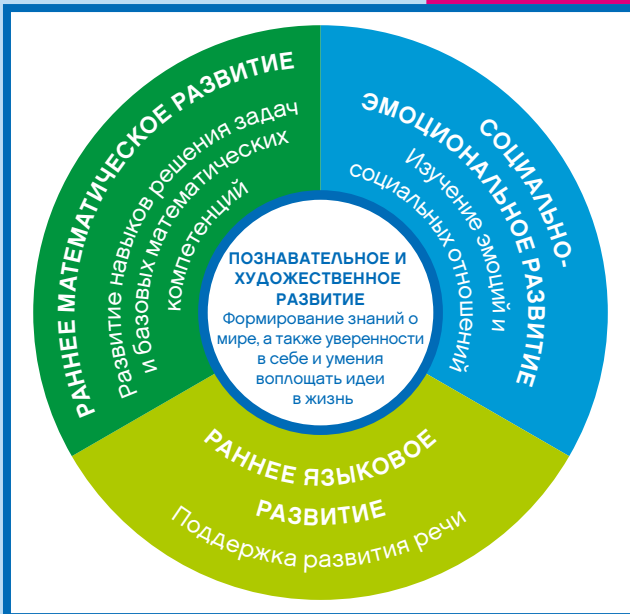 РАННЕЕ МАТЕМАТИЧЕСКОЕ РАЗВИТИЕ
Развитие навыков решения задач
и базовых математических
компетенций
СОЦИАЛЬНО-
ЭМОЦИОНАЛЬНОЕ РАЗВИТИЕ
Изучение эмоций и
социальных отношений
ПОЗНАВАТЕЛЬНОЕ И
ХУДОЖЕСТВЕННОЕ
РАЗВИТИЕ
Формирование знаний о
мире, а также уверенности
в себе и умения
воплощать идеи
в жизнь
РАННЕЕ ЯЗЫКОВОЕ
РАЗВИТИЕ
Поддержка развития речи